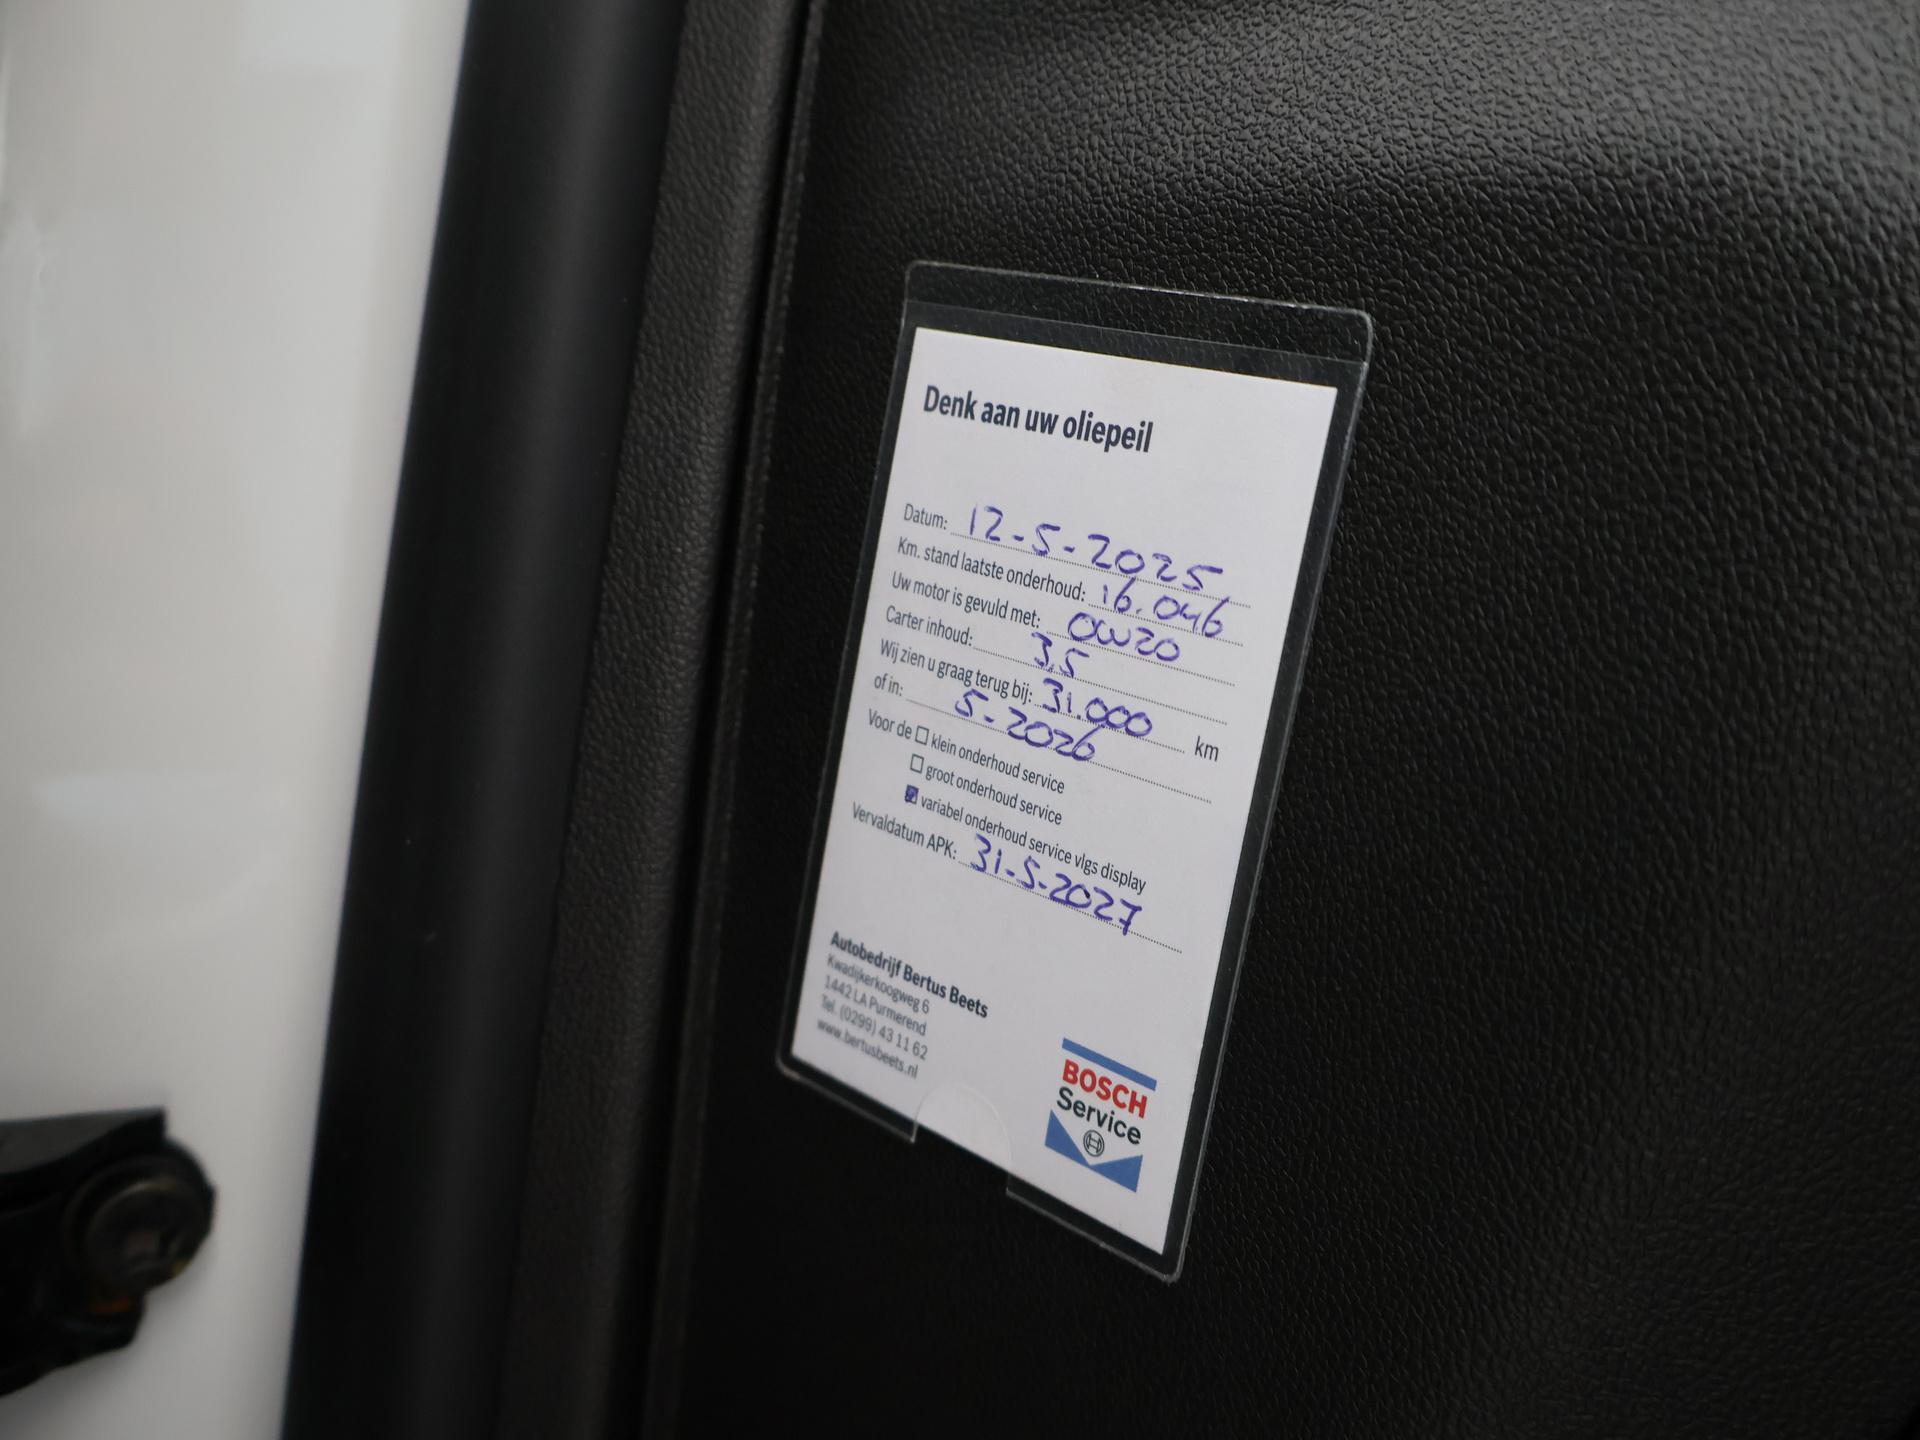 Denk aan uw oliepeil
Datum: 12-5-2025
Km. stand laatste onderhoud: 16.046
Uw motor is gevuld met: 0W20
Carter inhoud: 3,5
Wij zien u graag terug bij: 31.000 km
of in: 5-2026
Voor de ☐ klein onderhoud service
☐ groot onderhoud service
☑ variabel onderhoud service vlgs display
Vervaldatum APK: 31-5-2027
Autobedrijf Bertus Beets
Kwadijkerkoogweg 6
1442 LA Purmerend
Tel. (0299) 43 11 62
www.bertusbeets.nl
BOSCH
Service